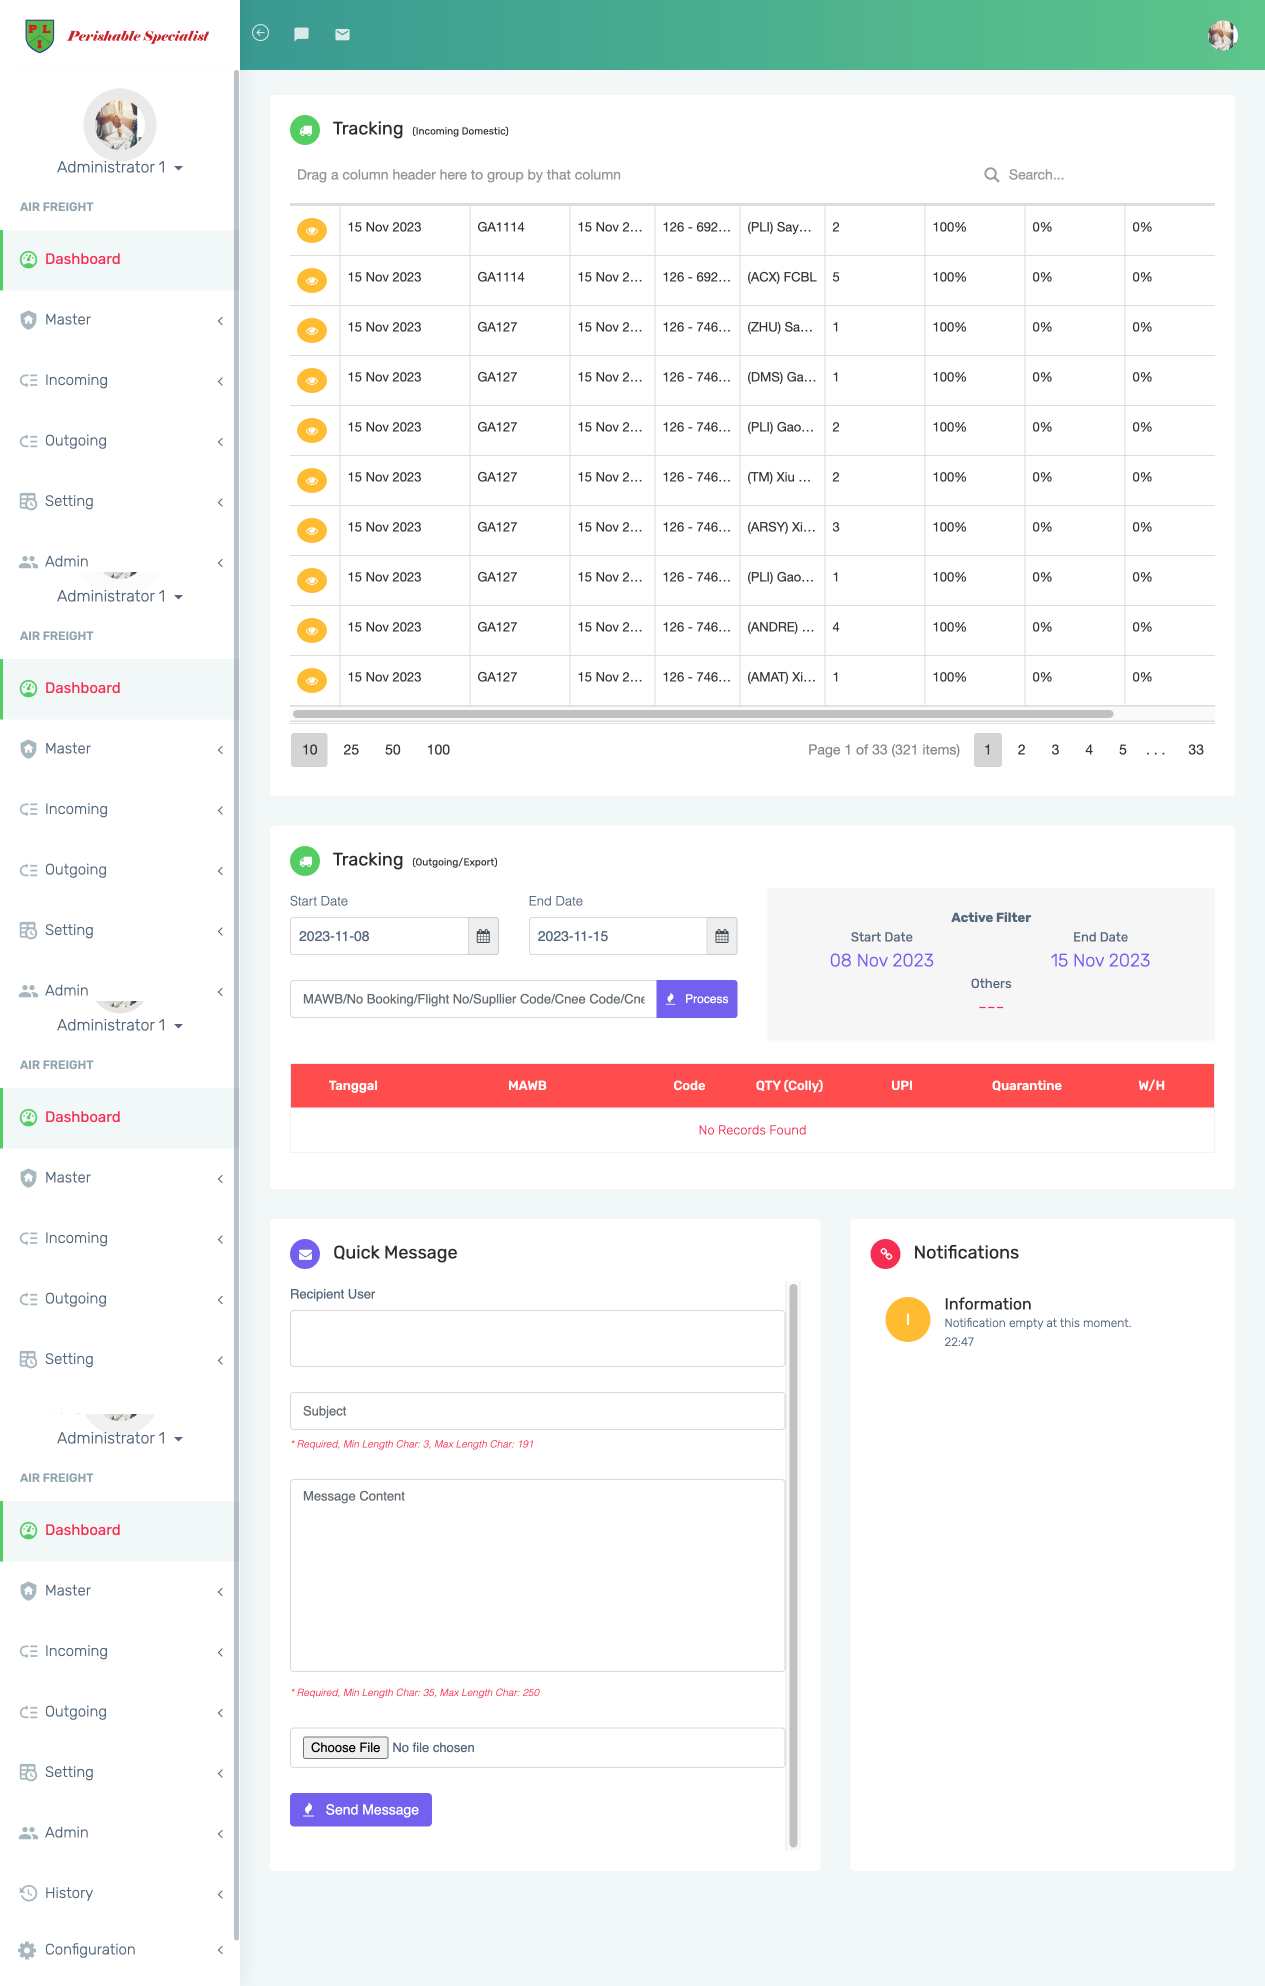 P L I
Perishable Specialist
Administrator 1
AIR FREIGHT
Dashboard
Master
Incoming
Outgoing
Setting
Admin
Administrator 1
AIR FREIGHT
Dashboard
Master
Incoming
Outgoing
Setting
Admin
Administrator 1
AIR FREIGHT
Dashboard
Master
Incoming
Outgoing
Setting
Administrator 1
AIR FREIGHT
Dashboard
Master
Incoming
Outgoing
Setting
Admin
History
Configuration
Tracking (Incoming Domestic)
Drag a column header here to group by that column Search...
15 Nov 2023 GA1114 15 Nov 2... 126 - 692... (PLI) Say... 2 100% 0% 0%
15 Nov 2023 GA1114 15 Nov 2... 126 - 692... (ACX) FCBL 5 100% 0% 0%
15 Nov 2023 GA127 15 Nov 2... 126 - 746... (ZHU) Sa... 1 100% 0% 0%
15 Nov 2023 GA127 15 Nov 2... 126 - 746... (DMS) Ga... 1 100% 0% 0%
15 Nov 2023 GA127 15 Nov 2... 126 - 746... (PLI) Gao... 2 100% 0% 0%
15 Nov 2023 GA127 15 Nov 2... 126 - 746... (TM) Xiu ... 2 100% 0% 0%
15 Nov 2023 GA127 15 Nov 2... 126 - 746... (ARSY) Xi... 3 100% 0% 0%
15 Nov 2023 GA127 15 Nov 2... 126 - 746... (PLI) Gao... 1 100% 0% 0%
15 Nov 2023 GA127 15 Nov 2... 126 - 746... (ANDRE) ... 4 100% 0% 0%
15 Nov 2023 GA127 15 Nov 2... 126 - 746... (AMAT) Xi... 1 100% 0% 0%
10 25 50 100 Page 1 of 33 (321 items) 1 2 3 4 5 . . . 33
Tracking (Outgoing/Export)
Start Date End Date
2023-11-08 2023-11-15
MAWB/No Booking/Flight No/Supllier Code/Cnee Code/Cne Process
Active Filter
Start Date End Date
08 Nov 2023 15 Nov 2023
Others
---
Tanggal MAWB Code QTY (Colly) UPI Quarantine W/H
No Records Found
Quick Message
Recipient User
Subject
* Required, Min Length Char: 3, Max Length Char: 191
Message Content
* Required, Min Length Char: 35, Max Length Char: 250
Choose File No file chosen
Send Message
Notifications
I
Information
Notification empty at this moment.
22:47